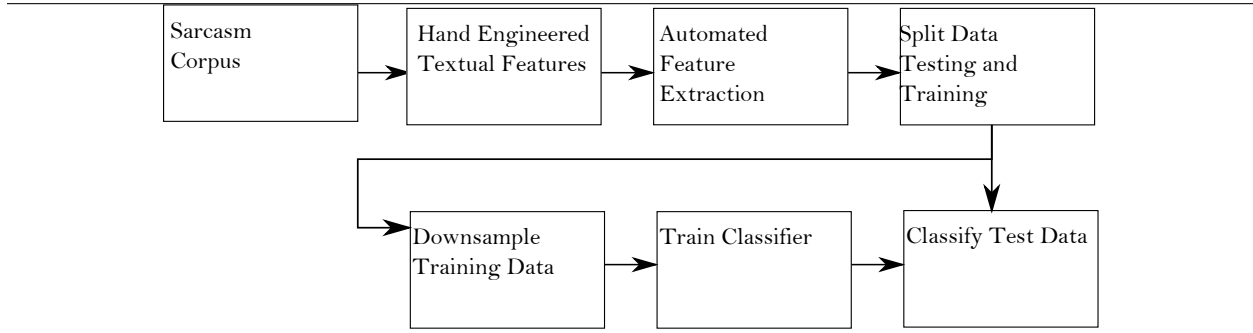 Sarcasm
Corpus
Hand Engineered
Textual Features
Automated
Feature
Extraction
Split Data
Testing and
Training
Downsample
Training Data
Train Classifier
Classify Test Data